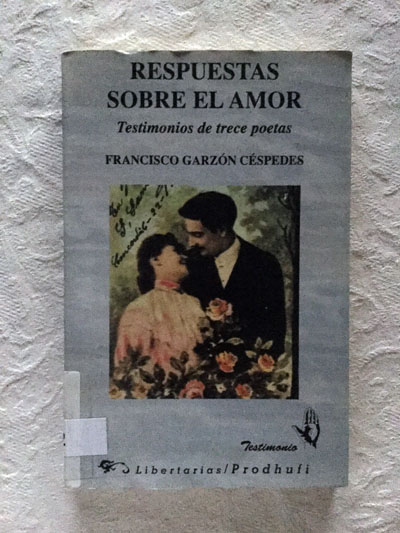 RESPUESTAS
SOBRE EL AMOR
Testimonios de trece poetas
FRANCISCO GARZÓN CÉSPEDES
Testimonio
Libertarias/Prodhufi